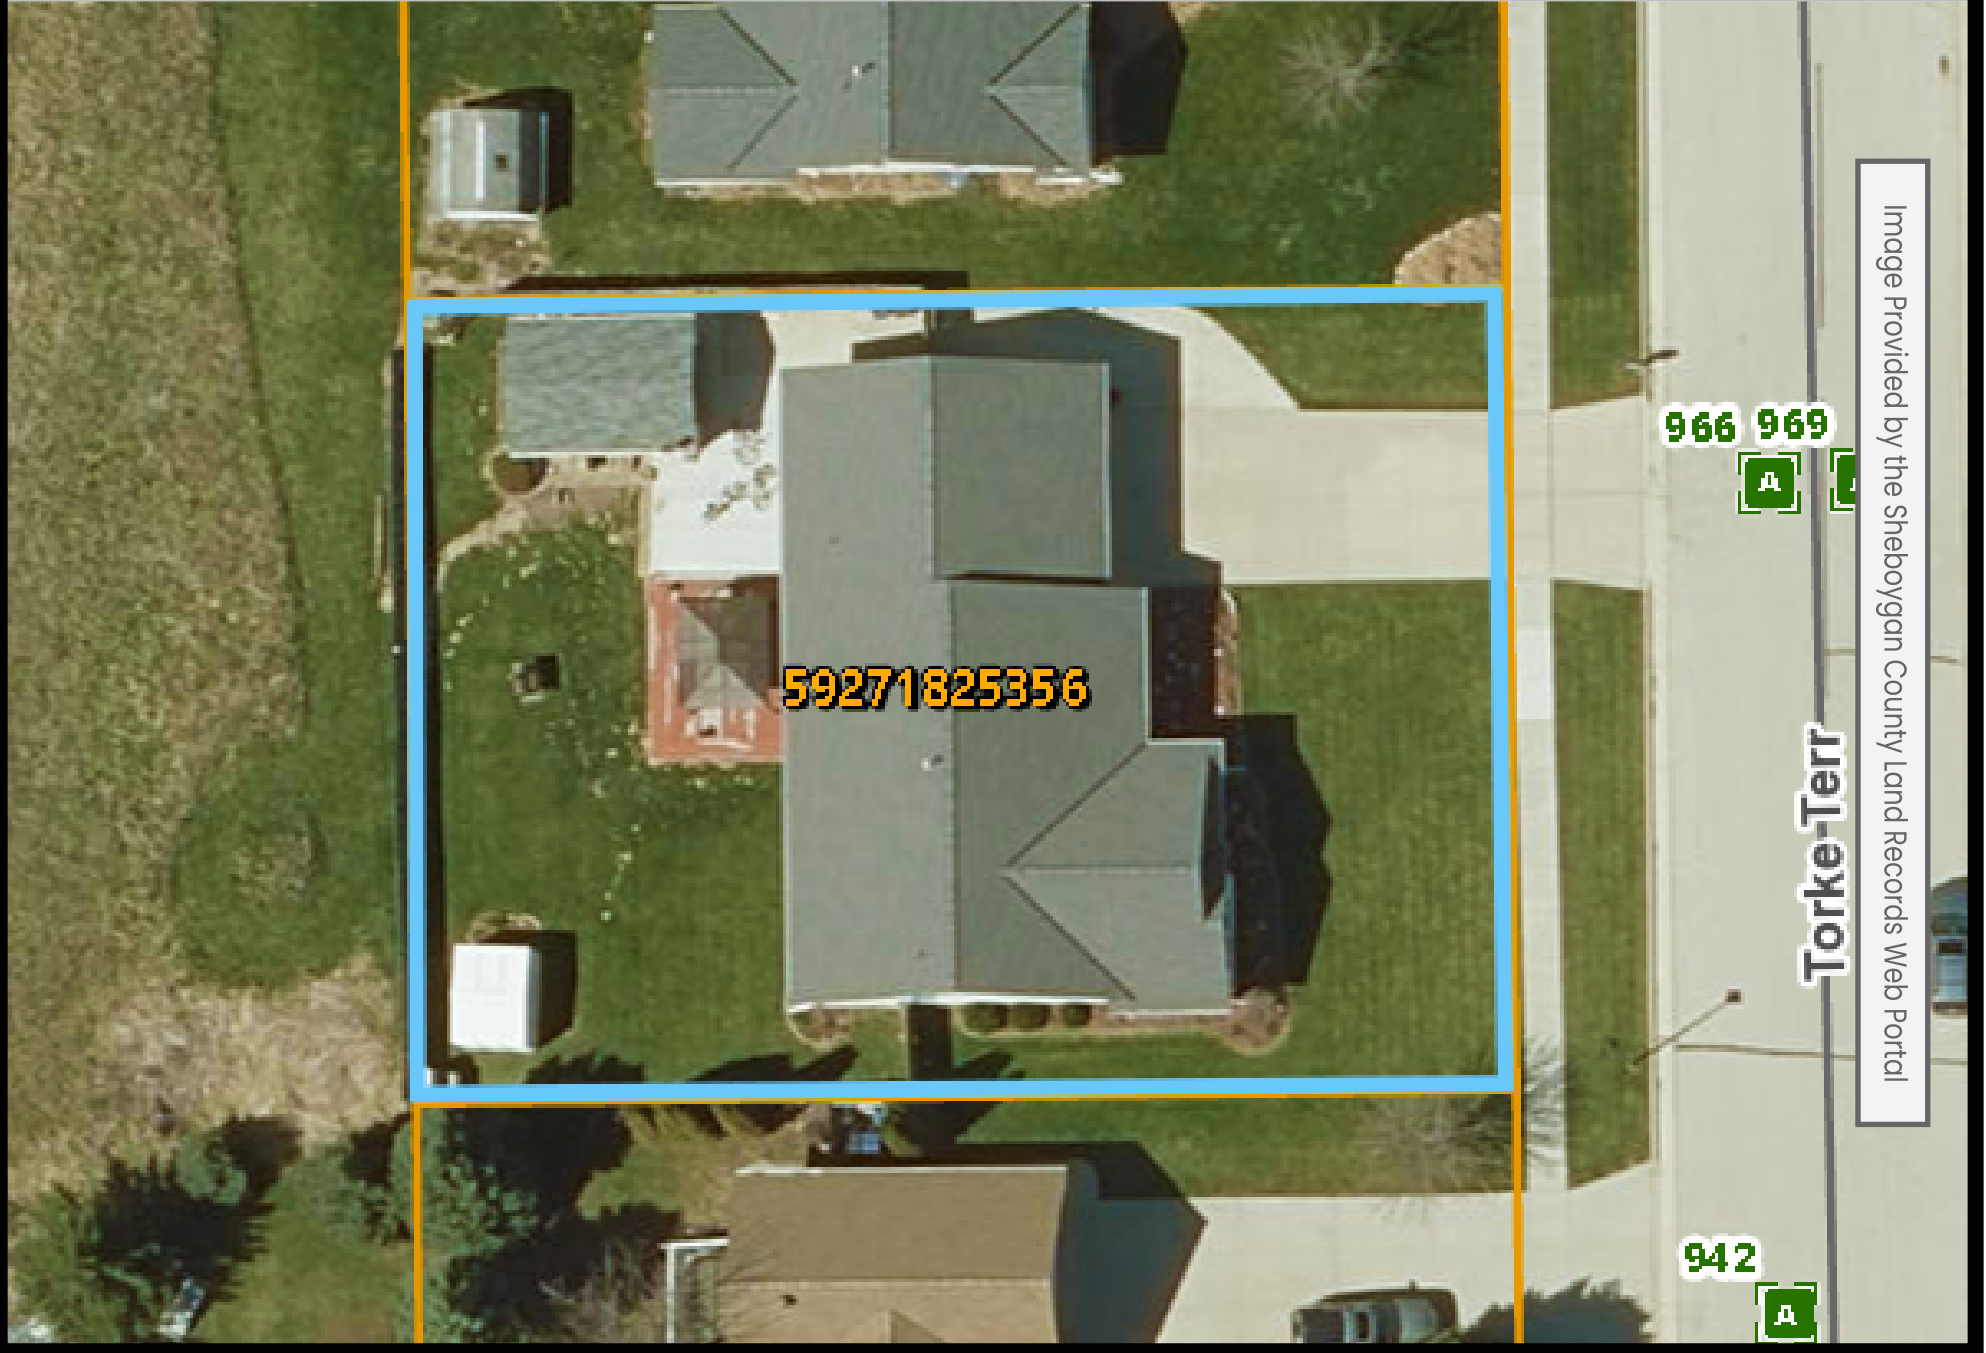 966 969
A
59271825356
Torke Terr
Image Provided by the Sheboygan County Land Records Web Portal
942
A